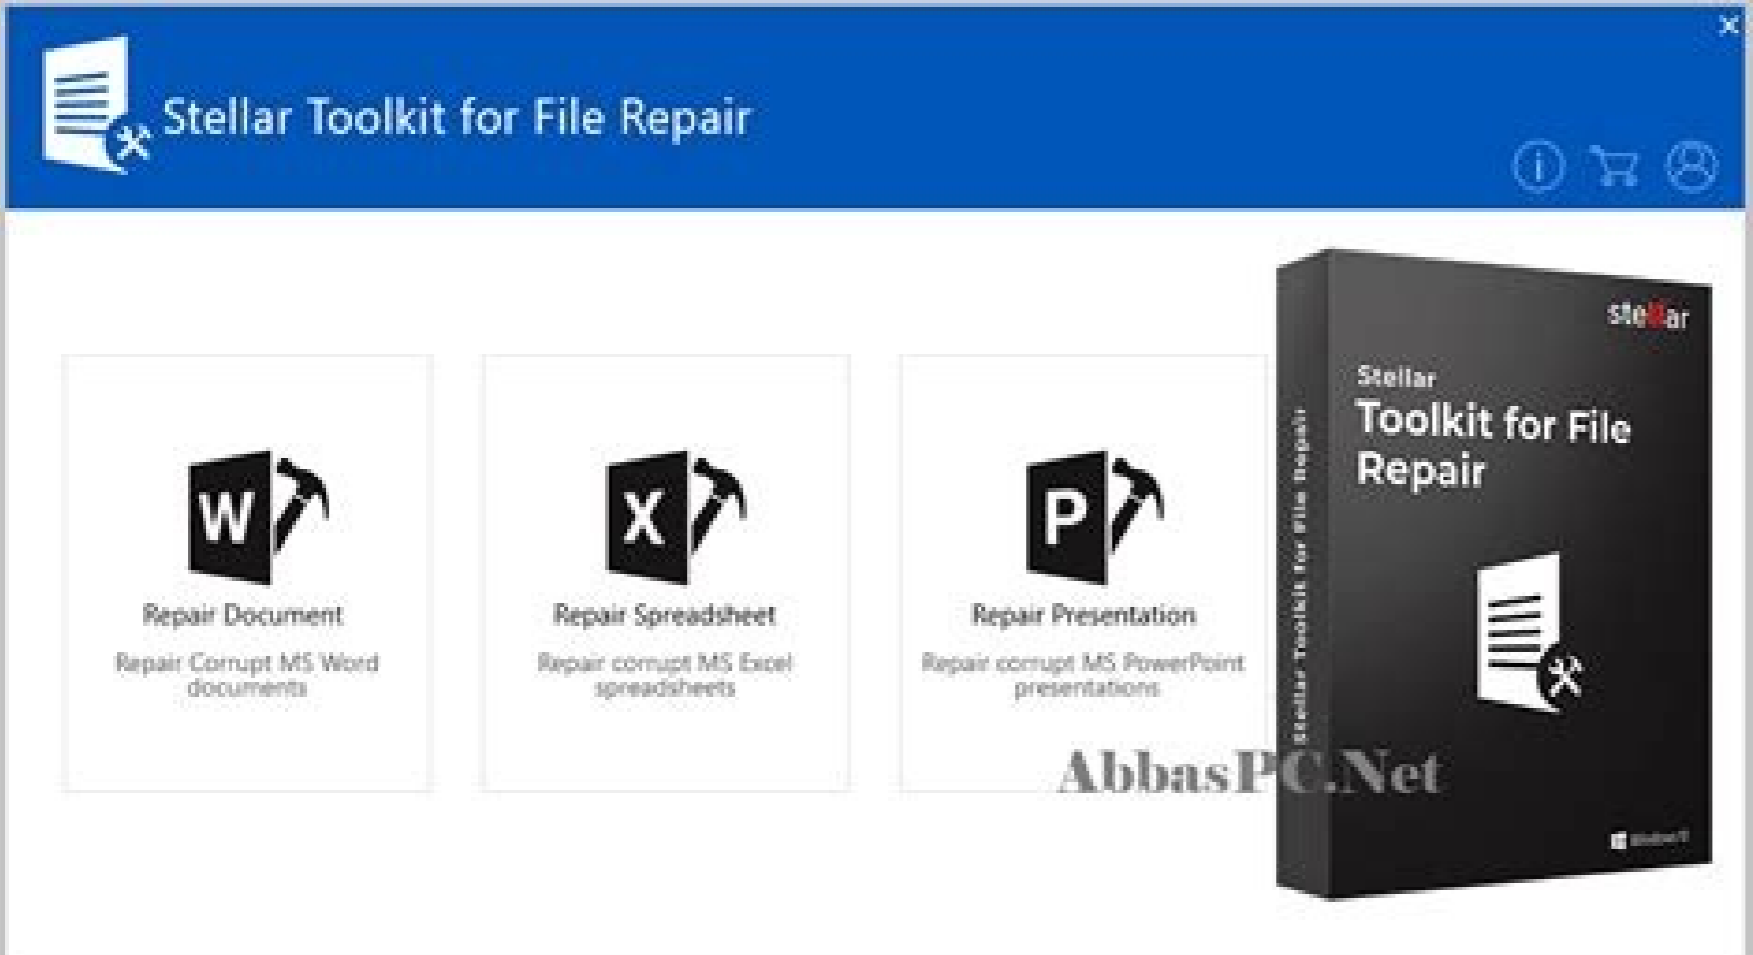 Stellar Toolkit for File Repair
W
Repair Document
Repair Corrupt MS Word
documents
X
Repair Spreadsheet
Repair corrupt MS Excel
spreadsheets
P
Repair Presentation
Repair corrupt MS PowerPoint
presentations
stellar
Stellar
Toolkit for File
Repair
Stellar Toolkit for File Repair
AbbasPC.Net